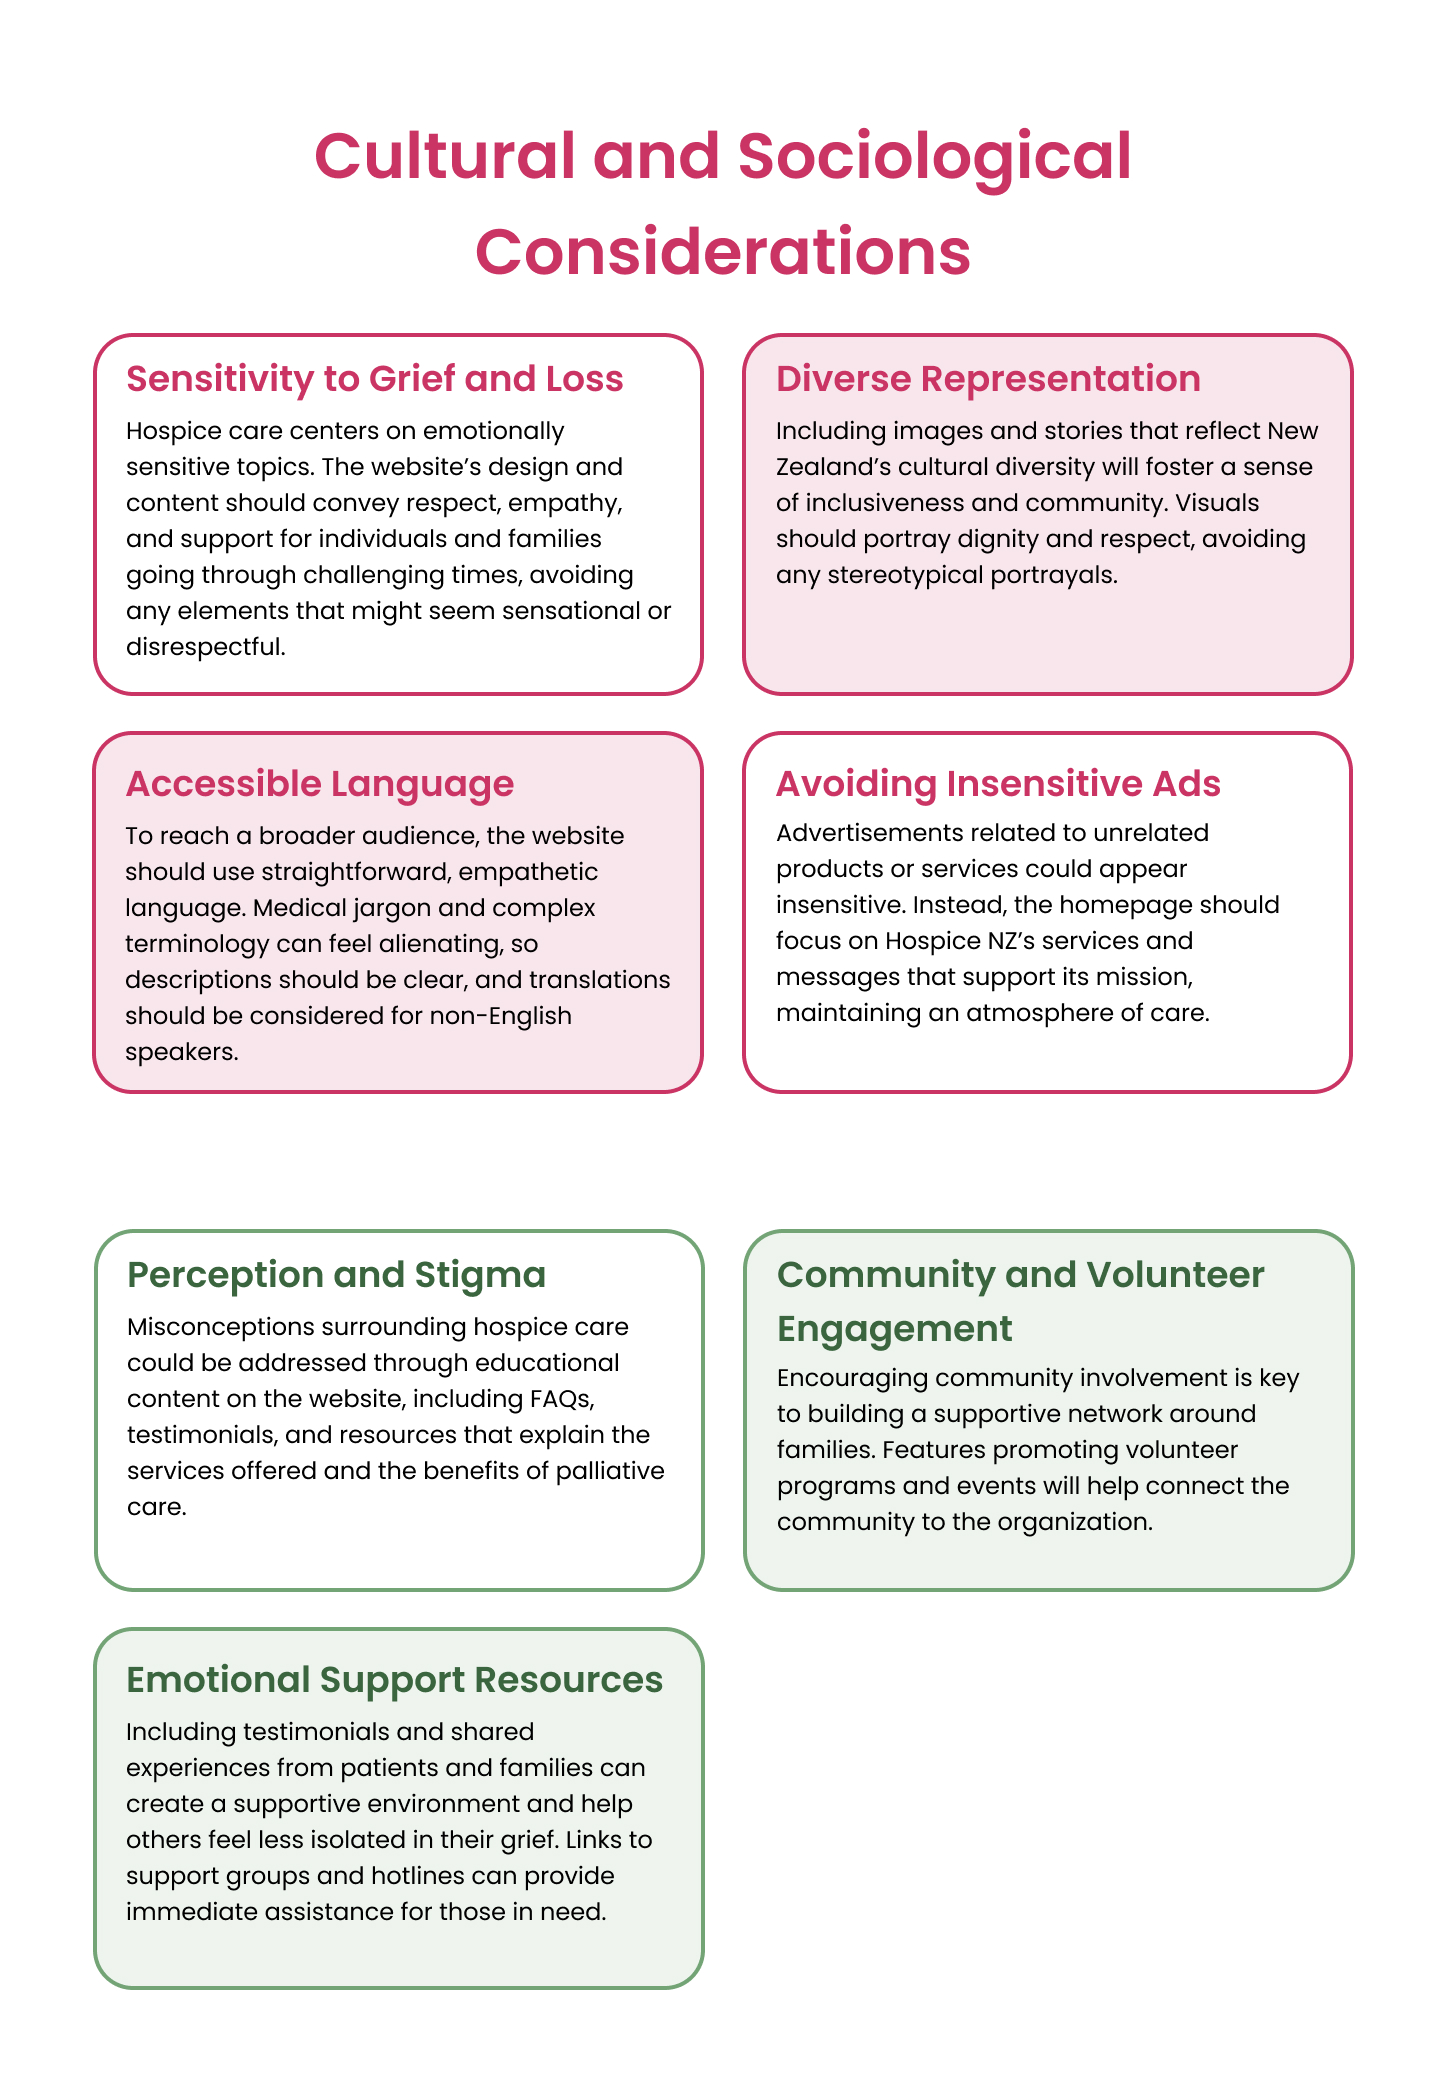 Cultural and Sociological
Considerations
Sensitivity to Grief and Loss
Hospice care centers on emotionally
sensitive topics. The website’s design and
content should convey respect, empathy,
and support for individuals and families
going through challenging times, avoiding
any elements that might seem sensational or
disrespectful.
Diverse Representation
Including images and stories that reflect New
Zealand’s cultural diversity will foster a sense
of inclusiveness and community. Visuals
should portray dignity and respect, avoiding
any stereotypical portrayals.
Accessible Language
To reach a broader audience, the website
should use straightforward, empathetic
language. Medical jargon and complex
terminology can feel alienating, so
descriptions should be clear, and translations
should be considered for non-English
speakers.
Avoiding Insensitive Ads
Advertisements related to unrelated
products or services could appear
insensitive. Instead, the homepage should
focus on Hospice NZ’s services and
messages that support its mission,
maintaining an atmosphere of care.
Perception and Stigma
Misconceptions surrounding hospice care
could be addressed through educational
content on the website, including FAQs,
testimonials, and resources that explain the
services offered and the benefits of palliative
care.
Community and Volunteer
Engagement
Encouraging community involvement is key
to building a supportive network around
families. Features promoting volunteer
programs and events will help connect the
community to the organization.
Emotional Support Resources
Including testimonials and shared
experiences from patients and families can
create a supportive environment and help
others feel less isolated in their grief. Links to
support groups and hotlines can provide
immediate assistance for those in need.